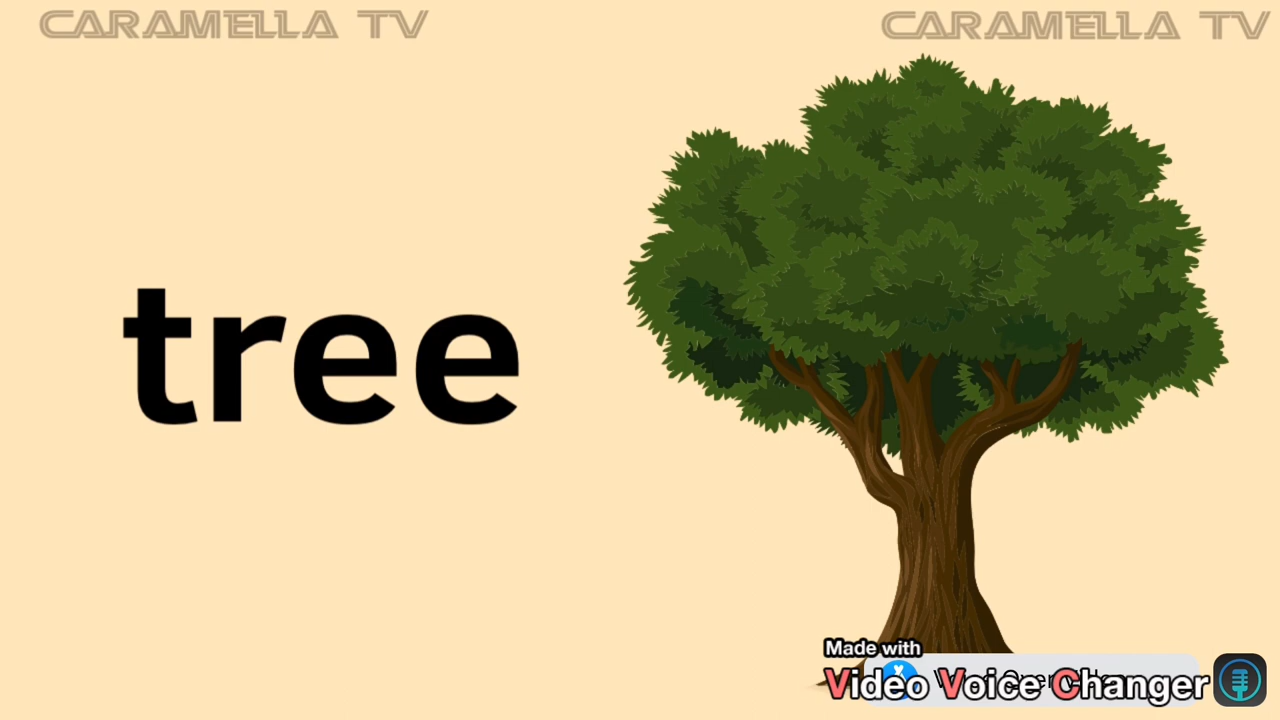 CARAMELLA TV
CARAMELLA TV
tree
Made with
Video Voice Changer